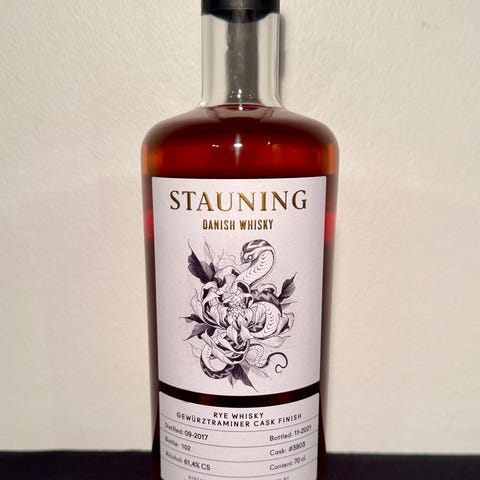 STAUNING
DANISH WHISKY
RYE WHISKY
GEWÜRZTRAMINER CASK FINISH
Distilled: 09-2017 Bottled: 11-2021
Bottle: 102 Cask: #3803
Alcohol: 61,4% CS Content: 70 cl.